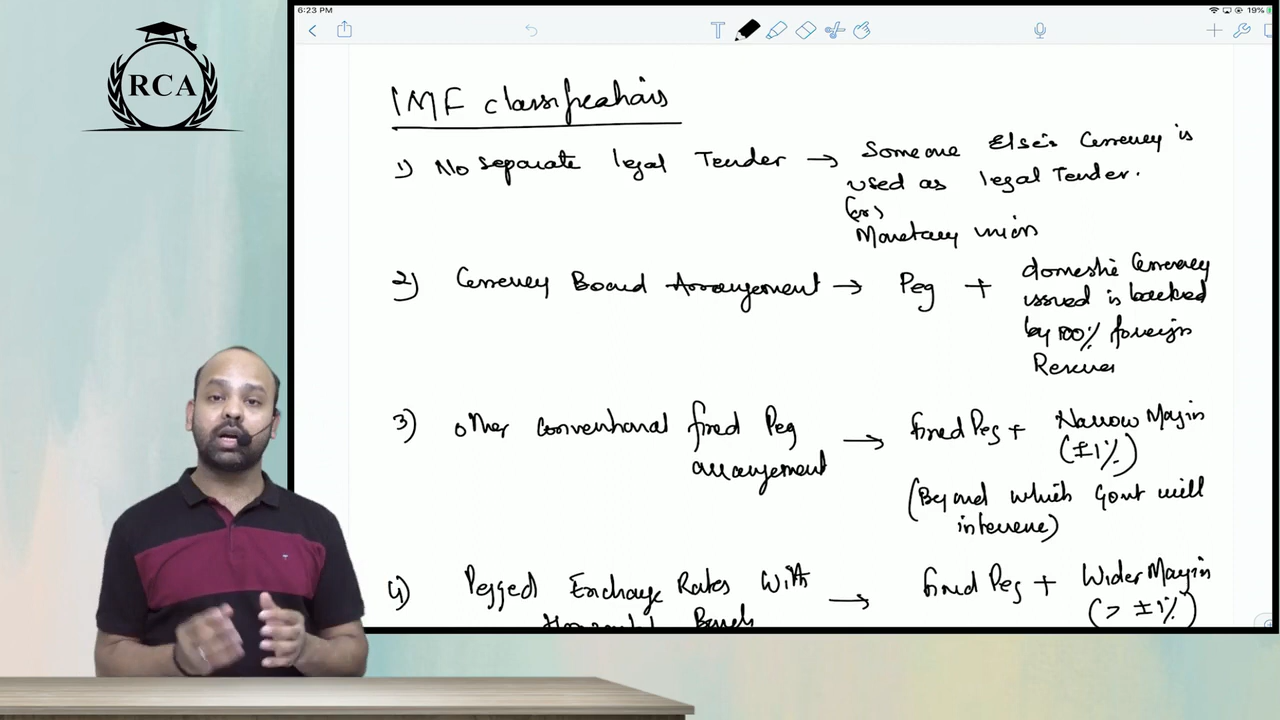 RCA
6:23 PM
19%
T
IMF classifications
1) No separate legal Tender → Someone Else's Currency is
used as legal Tender.
(or)
Monetary union
2) Currency Board Arrangement → Peg + domestic Currency
issued is backed
by 100% foreign
Reserves
3) other conventional fixed Peg
arrangement → fixed Peg + Narrow Margin
(±1%)
(Beyond which Govt will
intervene)
4) Pegged Exchange Rates With
Horizontal Bands → fixed Peg + Wider Margin
(> ±1%)